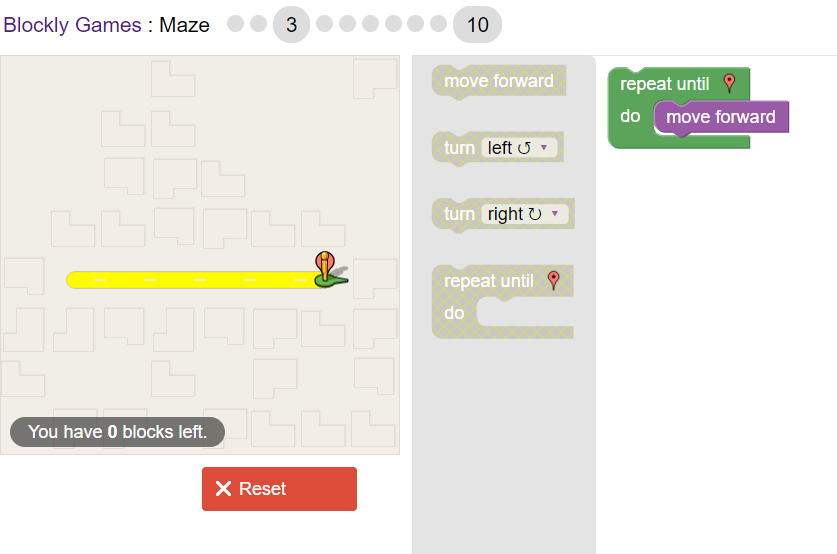 Blockly Games : Maze 3 10
move forward
turn left ↺ ▾
turn right ↻ ▾
repeat until
do
repeat until
do move forward
You have 0 blocks left.
Reset